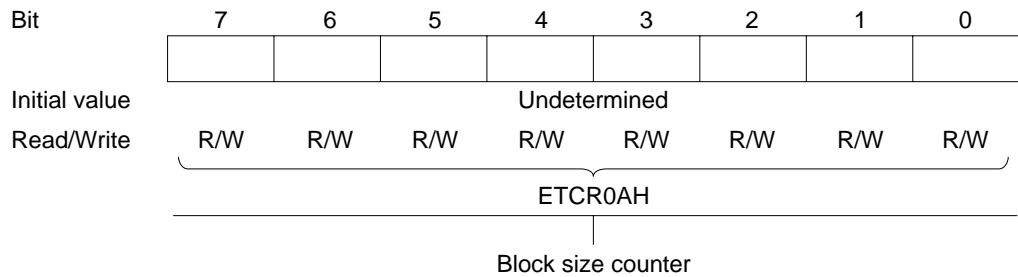 Bit 7 6 5 4 3 2 1 0
Initial value Undetermined
Read/Write R/W R/W R/W R/W R/W R/W R/W R/W
ETCR0AH
Block size counter